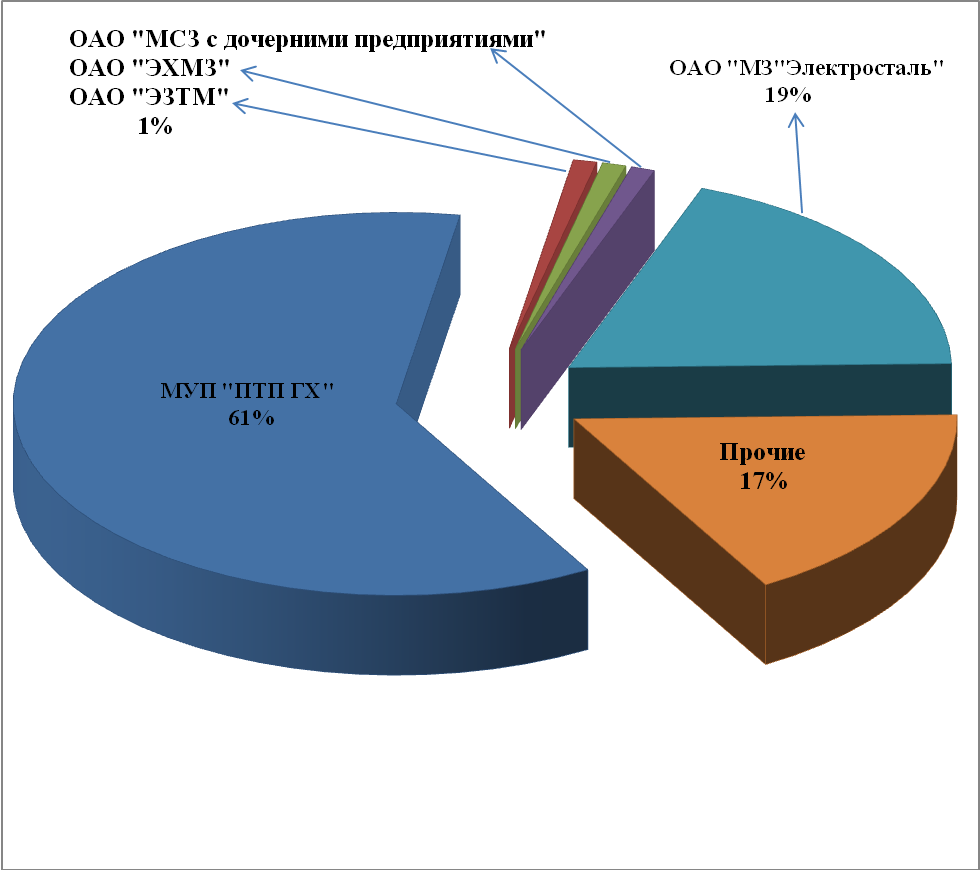 ОАО "МСЗ с дочерними предприятиями"
ОАО "ЭХМЗ"
ОАО "ЭЗТМ"
1%
ОАО "МЗ"Электросталь"
19%
МУП "ПТП ГХ"
61%
Прочие
17%